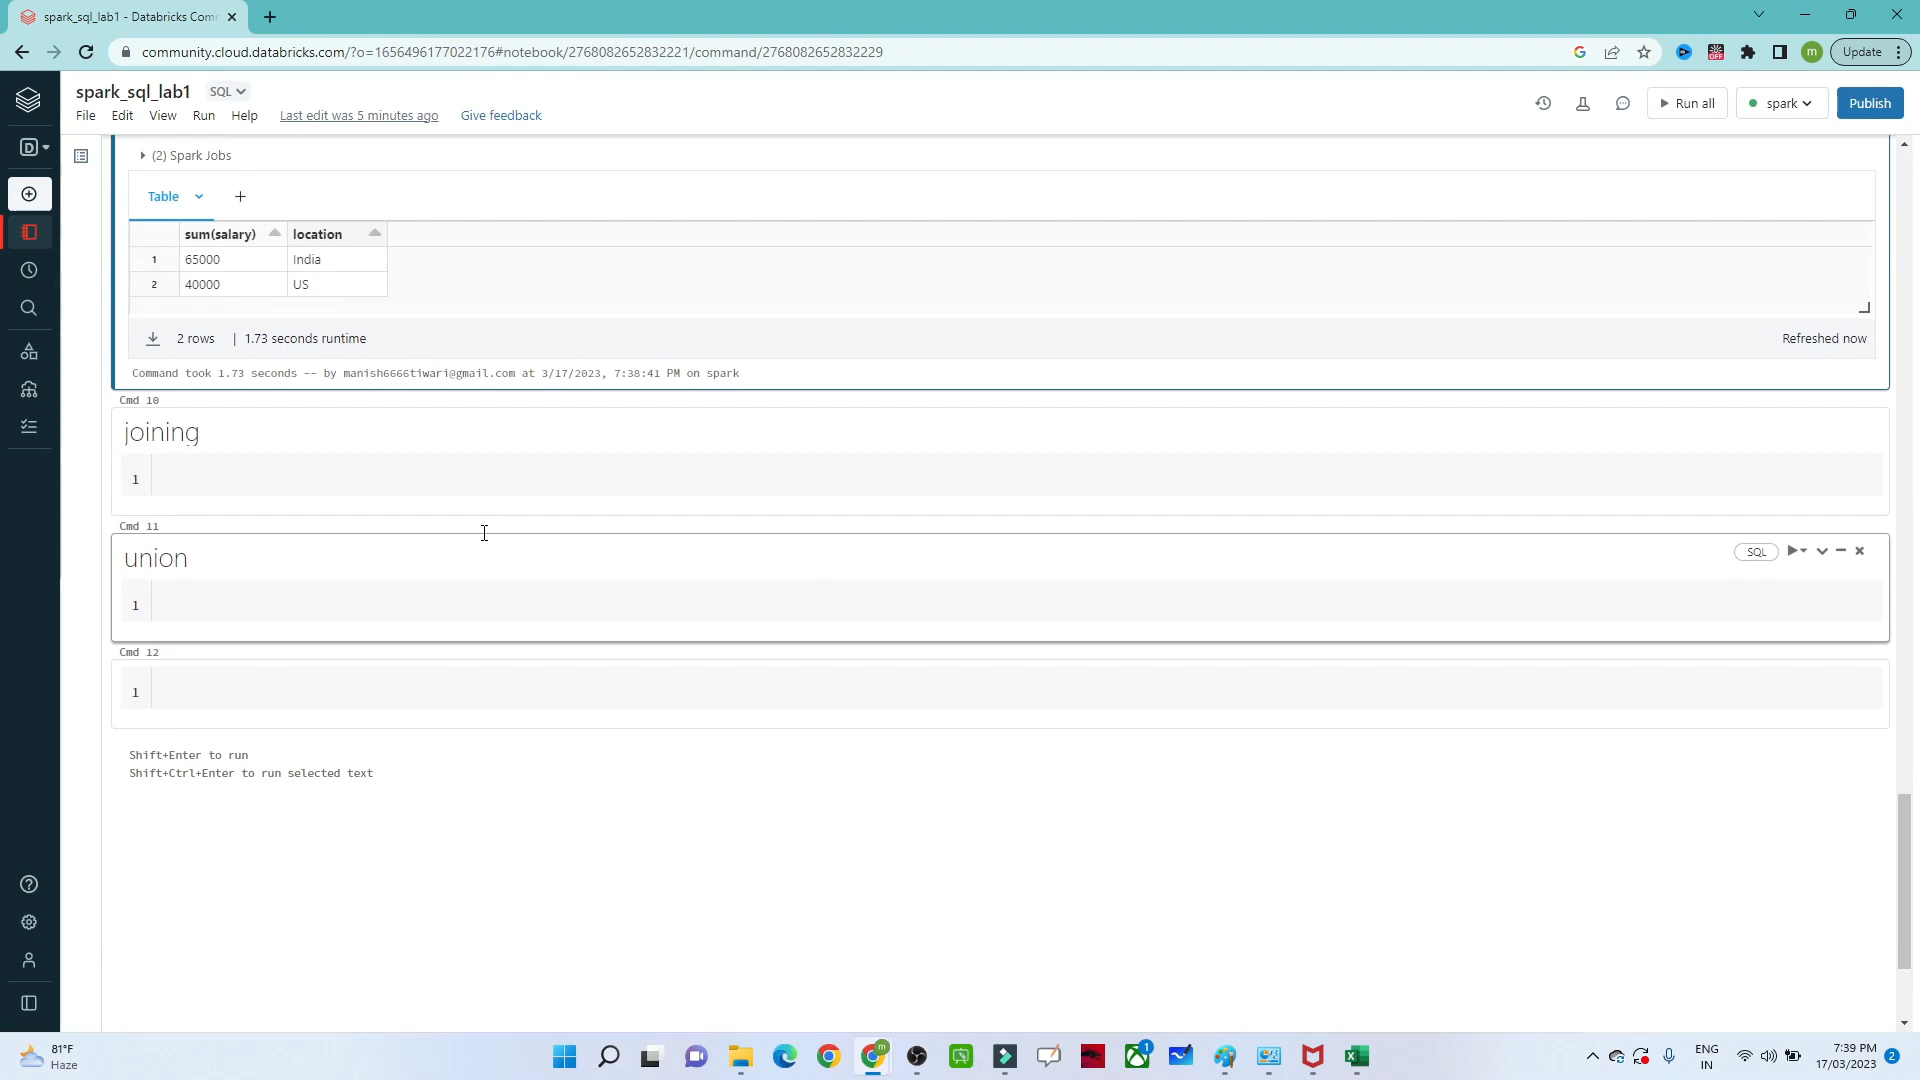 spark_sql_lab1 - Databricks Com
community.cloud.databricks.com/?o=1656496177022176#notebook/2768082652832221/command/2768082652832229
OFF
m
Update
spark_sql_lab1
SQL
File Edit View Run Help Last edit was 5 minutes ago Give feedback
Run all
spark
Publish
D
(2) Spark Jobs
Table
+
sum(salary) location
1 65000 India
2 40000 US
2 rows | 1.73 seconds runtime
Refreshed now
Command took 1.73 seconds -- by manish6666tiwari@gmail.com at 3/17/2023, 7:38:41 PM on spark
Cmd 10
joining
1
Cmd 11
union
SQL
1
Cmd 12
1
Shift+Enter to run
Shift+Ctrl+Enter to run selected text
81°F
Haze
m
1
ENG
IN
7:39 PM
17/03/2023
2